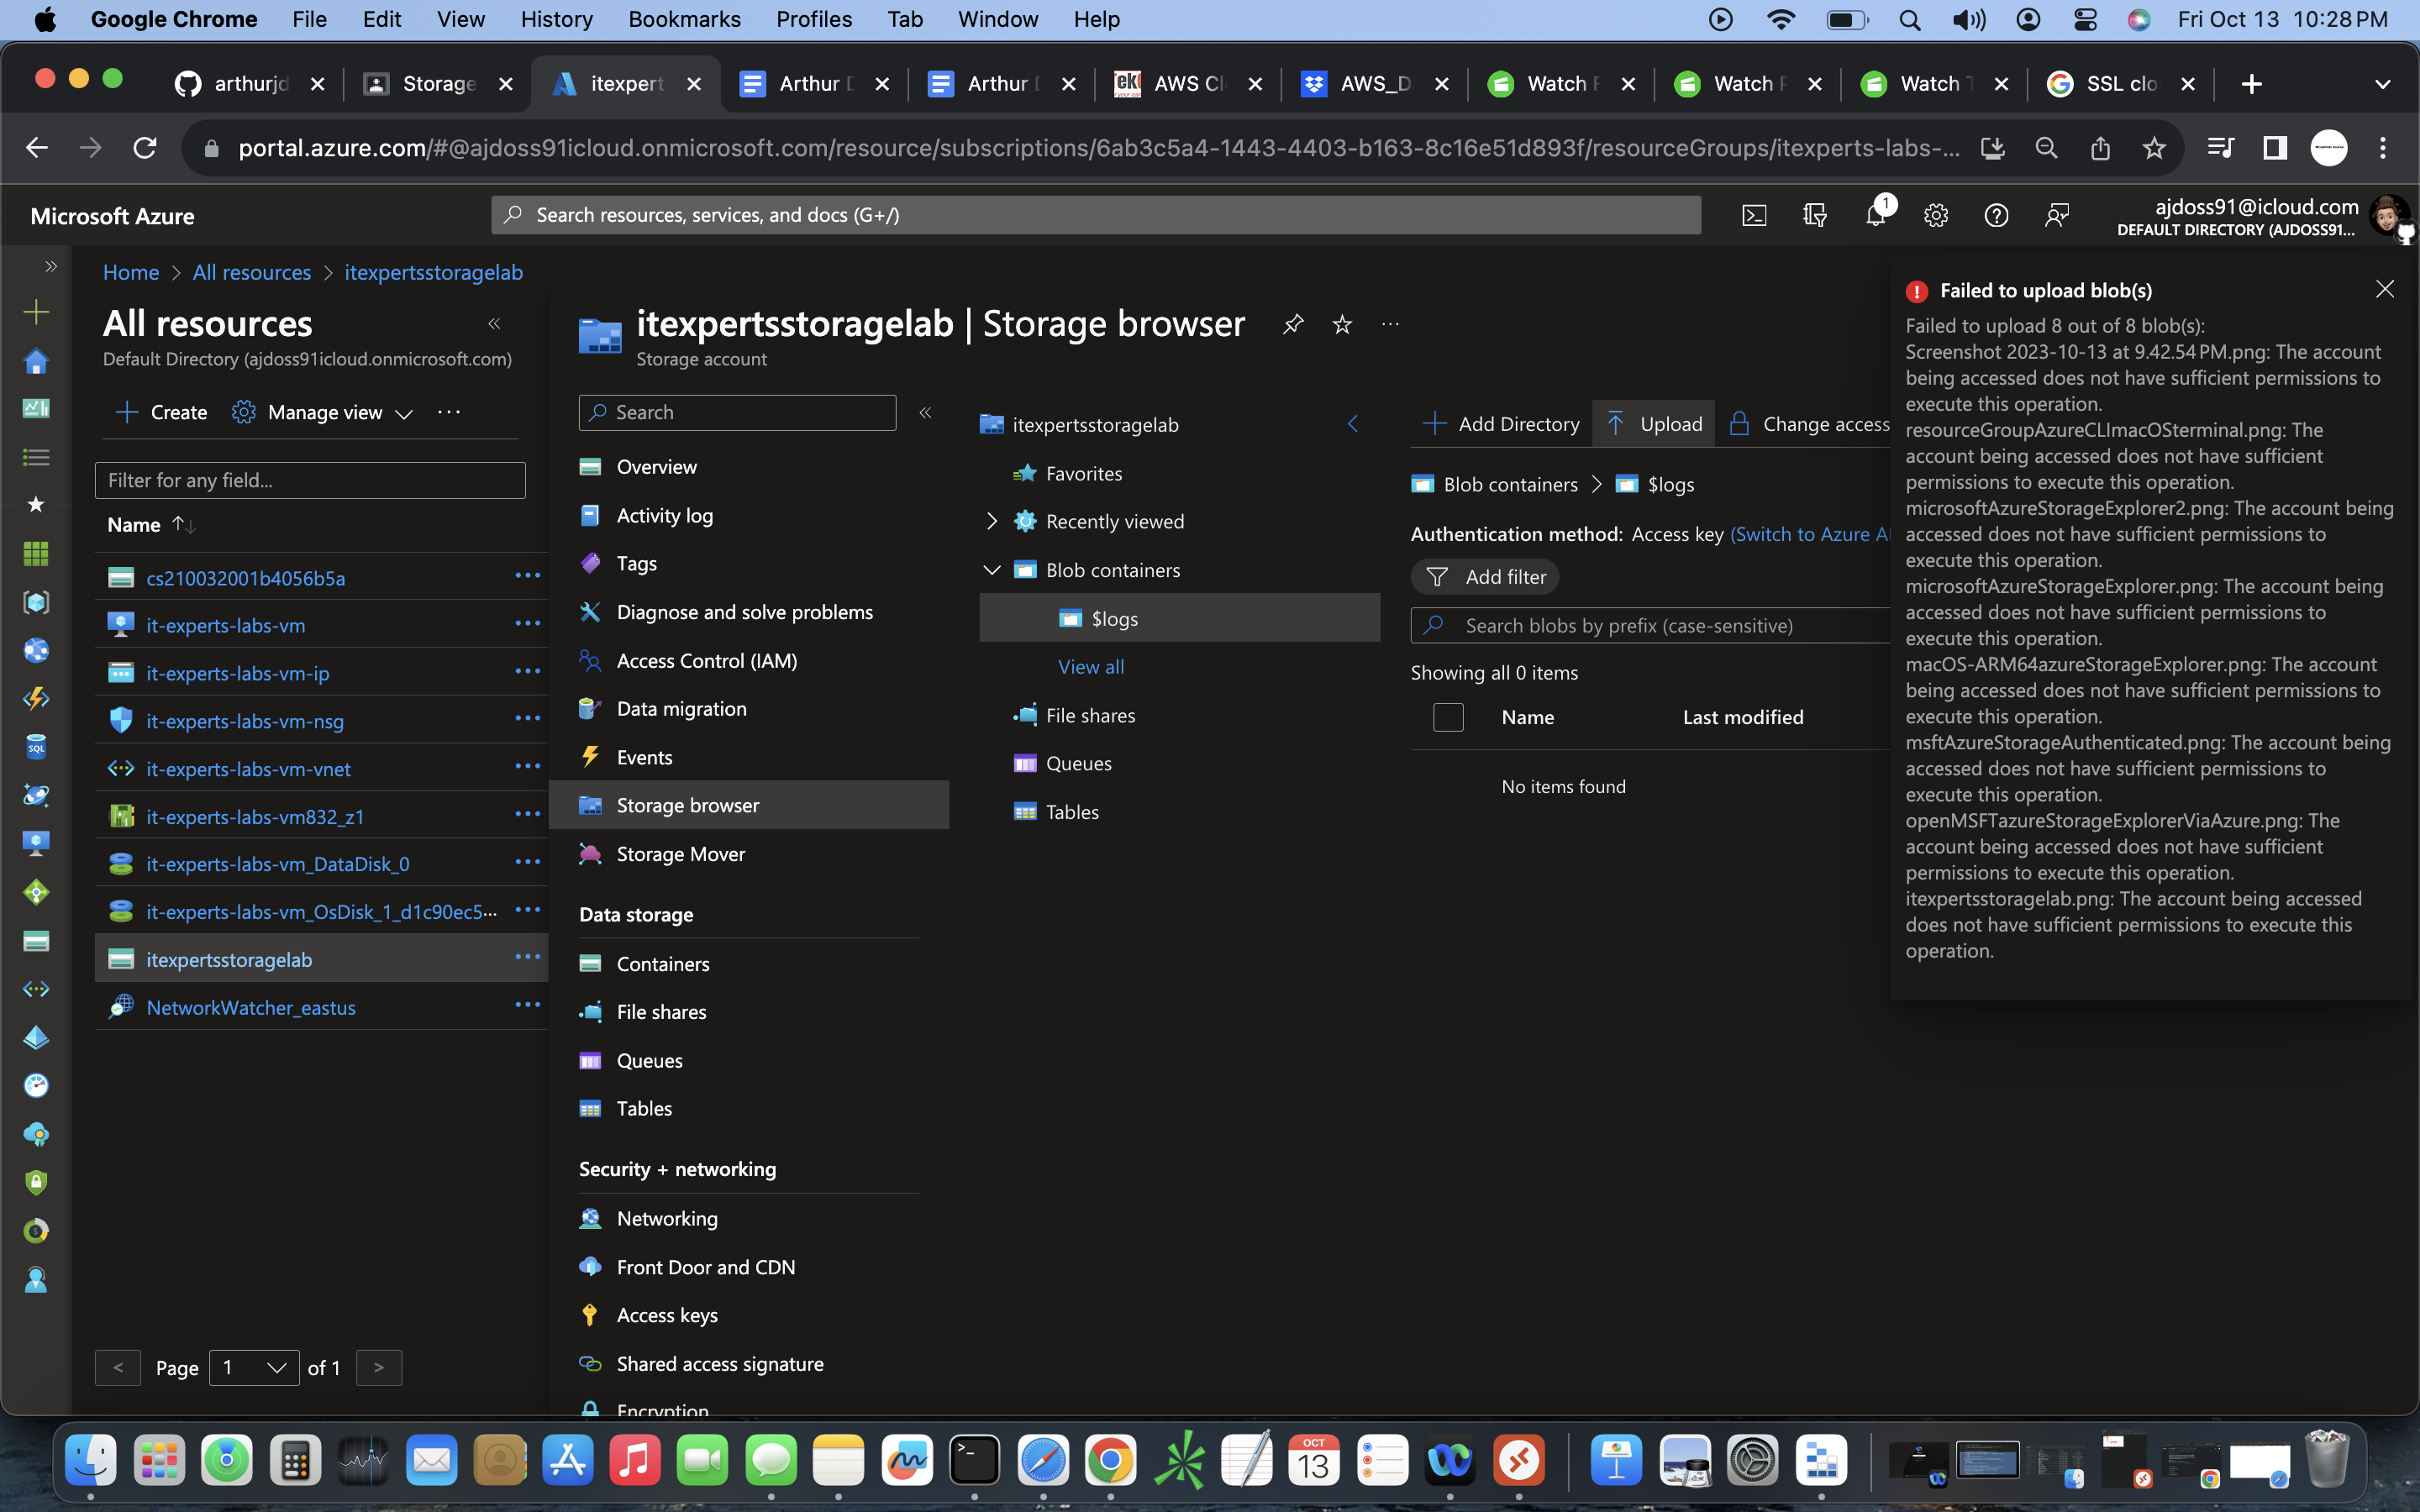 Google Chrome File Edit View History Bookmarks Profiles Tab Window Help Fri Oct 13 10:28 PM
arthurjd Storage itexpert Arthur D Arthur D AWS Cl AWS_D Watch F Watch F Watch T SSL clo
portal.azure.com/#@ajdoss91icloud.onmicrosoft.com/resource/subscriptions/6ab3c5a4-1443-4403-b163-8c16e51d893f/resourceGroups/itexperts-labs-...
Microsoft Azure
Search resources, services, and docs (G+/)
1
ajdoss91@icloud.com
DEFAULT DIRECTORY (AJDOSS91...
Home > All resources > itexpertsstoragelab
All resources
Default Directory (ajdoss91icloud.onmicrosoft.com)
Create Manage view
Filter for any field...
Name
cs210032001b4056b5a
it-experts-labs-vm
it-experts-labs-vm-ip
it-experts-labs-vm-nsg
it-experts-labs-vm-vnet
it-experts-labs-vm832_z1
it-experts-labs-vm_DataDisk_0
it-experts-labs-vm_OsDisk_1_d1c90ec5...
itexpertsstoragelab
NetworkWatcher_eastus
< Page 1 of 1 >
itexpertsstoragelab | Storage browser
Storage account
Search
Overview
Activity log
Tags
Diagnose and solve problems
Access Control (IAM)
Data migration
Events
Storage browser
Storage Mover
Data storage
Containers
File shares
Queues
Tables
Security + networking
Networking
Front Door and CDN
Access keys
Shared access signature
Encryption
itexpertsstoragelab
Favorites
Recently viewed
Blob containers
$logs
View all
File shares
Queues
Tables
Add Directory Upload Change access
Blob containers > $logs
Authentication method: Access key (Switch to Azure A
Add filter
Search blobs by prefix (case-sensitive)
Showing all 0 items
Name Last modified
No items found
Failed to upload blob(s)
Failed to upload 8 out of 8 blob(s):
Screenshot 2023-10-13 at 9.42.54 PM.png: The account
being accessed does not have sufficient permissions to
execute this operation.
resourceGroupAzureCLImacOSterminal.png: The
account being accessed does not have sufficient
permissions to execute this operation.
microsoftAzureStorageExplorer2.png: The account being
accessed does not have sufficient permissions to
execute this operation.
microsoftAzureStorageExplorer.png: The account being
accessed does not have sufficient permissions to
execute this operation.
macOS-ARM64azureStorageExplorer.png: The account
being accessed does not have sufficient permissions to
execute this operation.
msftAzureStorageAuthenticated.png: The account being
accessed does not have sufficient permissions to
execute this operation.
openMSFTazureStorageExplorerViaAzure.png: The
account being accessed does not have sufficient
permissions to execute this operation.
itexpertsstoragelab.png: The account being accessed
does not have sufficient permissions to execute this
operation.
OCT
13